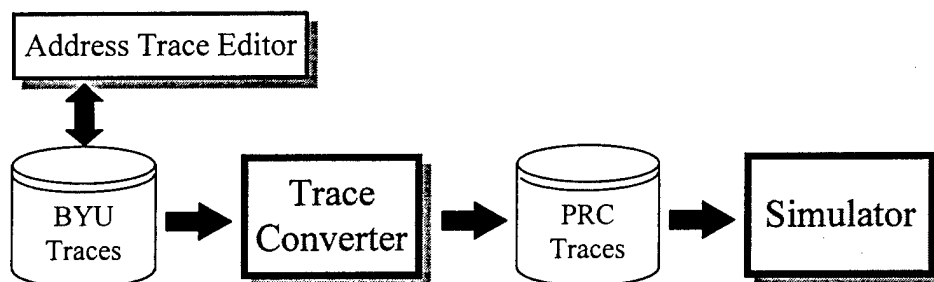 Address Trace Editor
BYU
Traces
Trace
Converter
PRC
Traces
Simulator